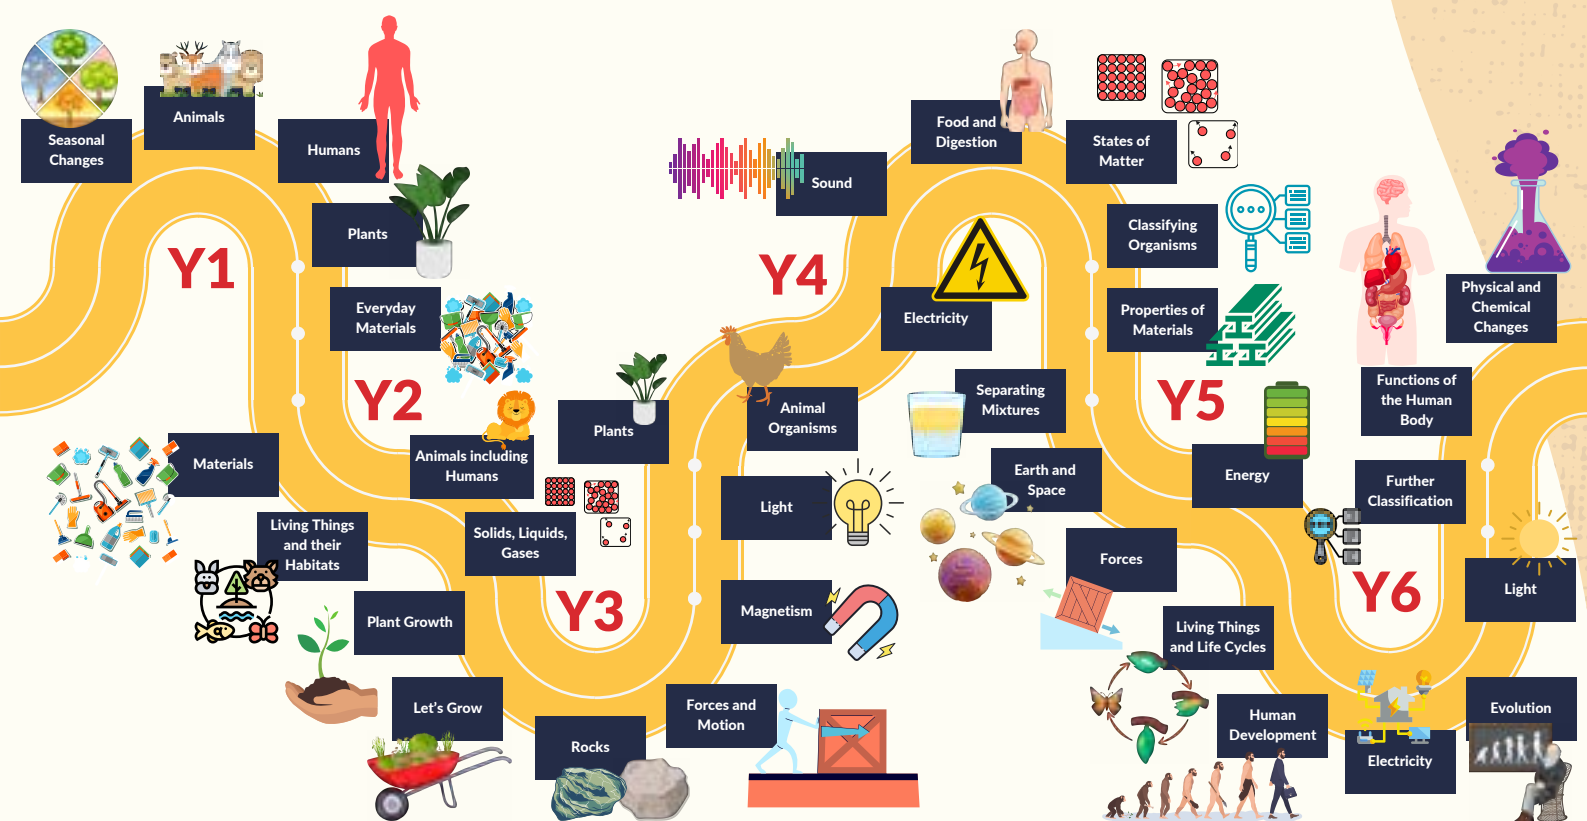 Seasonal
Changes
Animals
Humans
Plants
Y1
Everyday
Materials
Y2
Materials
Animals including
Humans
Living Things
and their
Habitats
Solids, Liquids,
Gases
Plant Growth
Let's Grow
Plants
Y3
Rocks
Forces and
Motion
Magnetism
Light
Animal
Organisms
Y4
Sound
Food and
Digestion
Electricity
States of
Matter
Classifying
Organisms
Properties of
Materials
Y5
Separating
Mixtures
Earth and
Space
Energy
Forces
Living Things
and Life Cycles
Human
Development
Y6
Electricity
Evolution
Light
Further
Classification
Functions of
the Human
Body
Physical and
Chemical
Changes